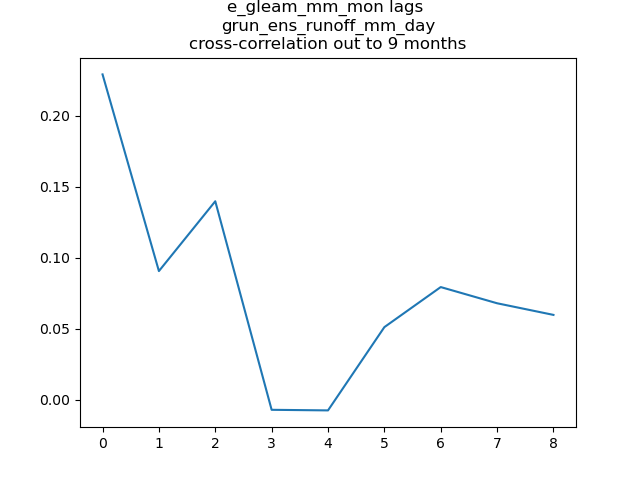 e_gleam_mm_mon lags
grun_ens_runoff_mm_day
cross-correlation out to 9 months
0.20
0.15
0.10
0.05
0.00
0 1 2 3 4 5 6 7 8